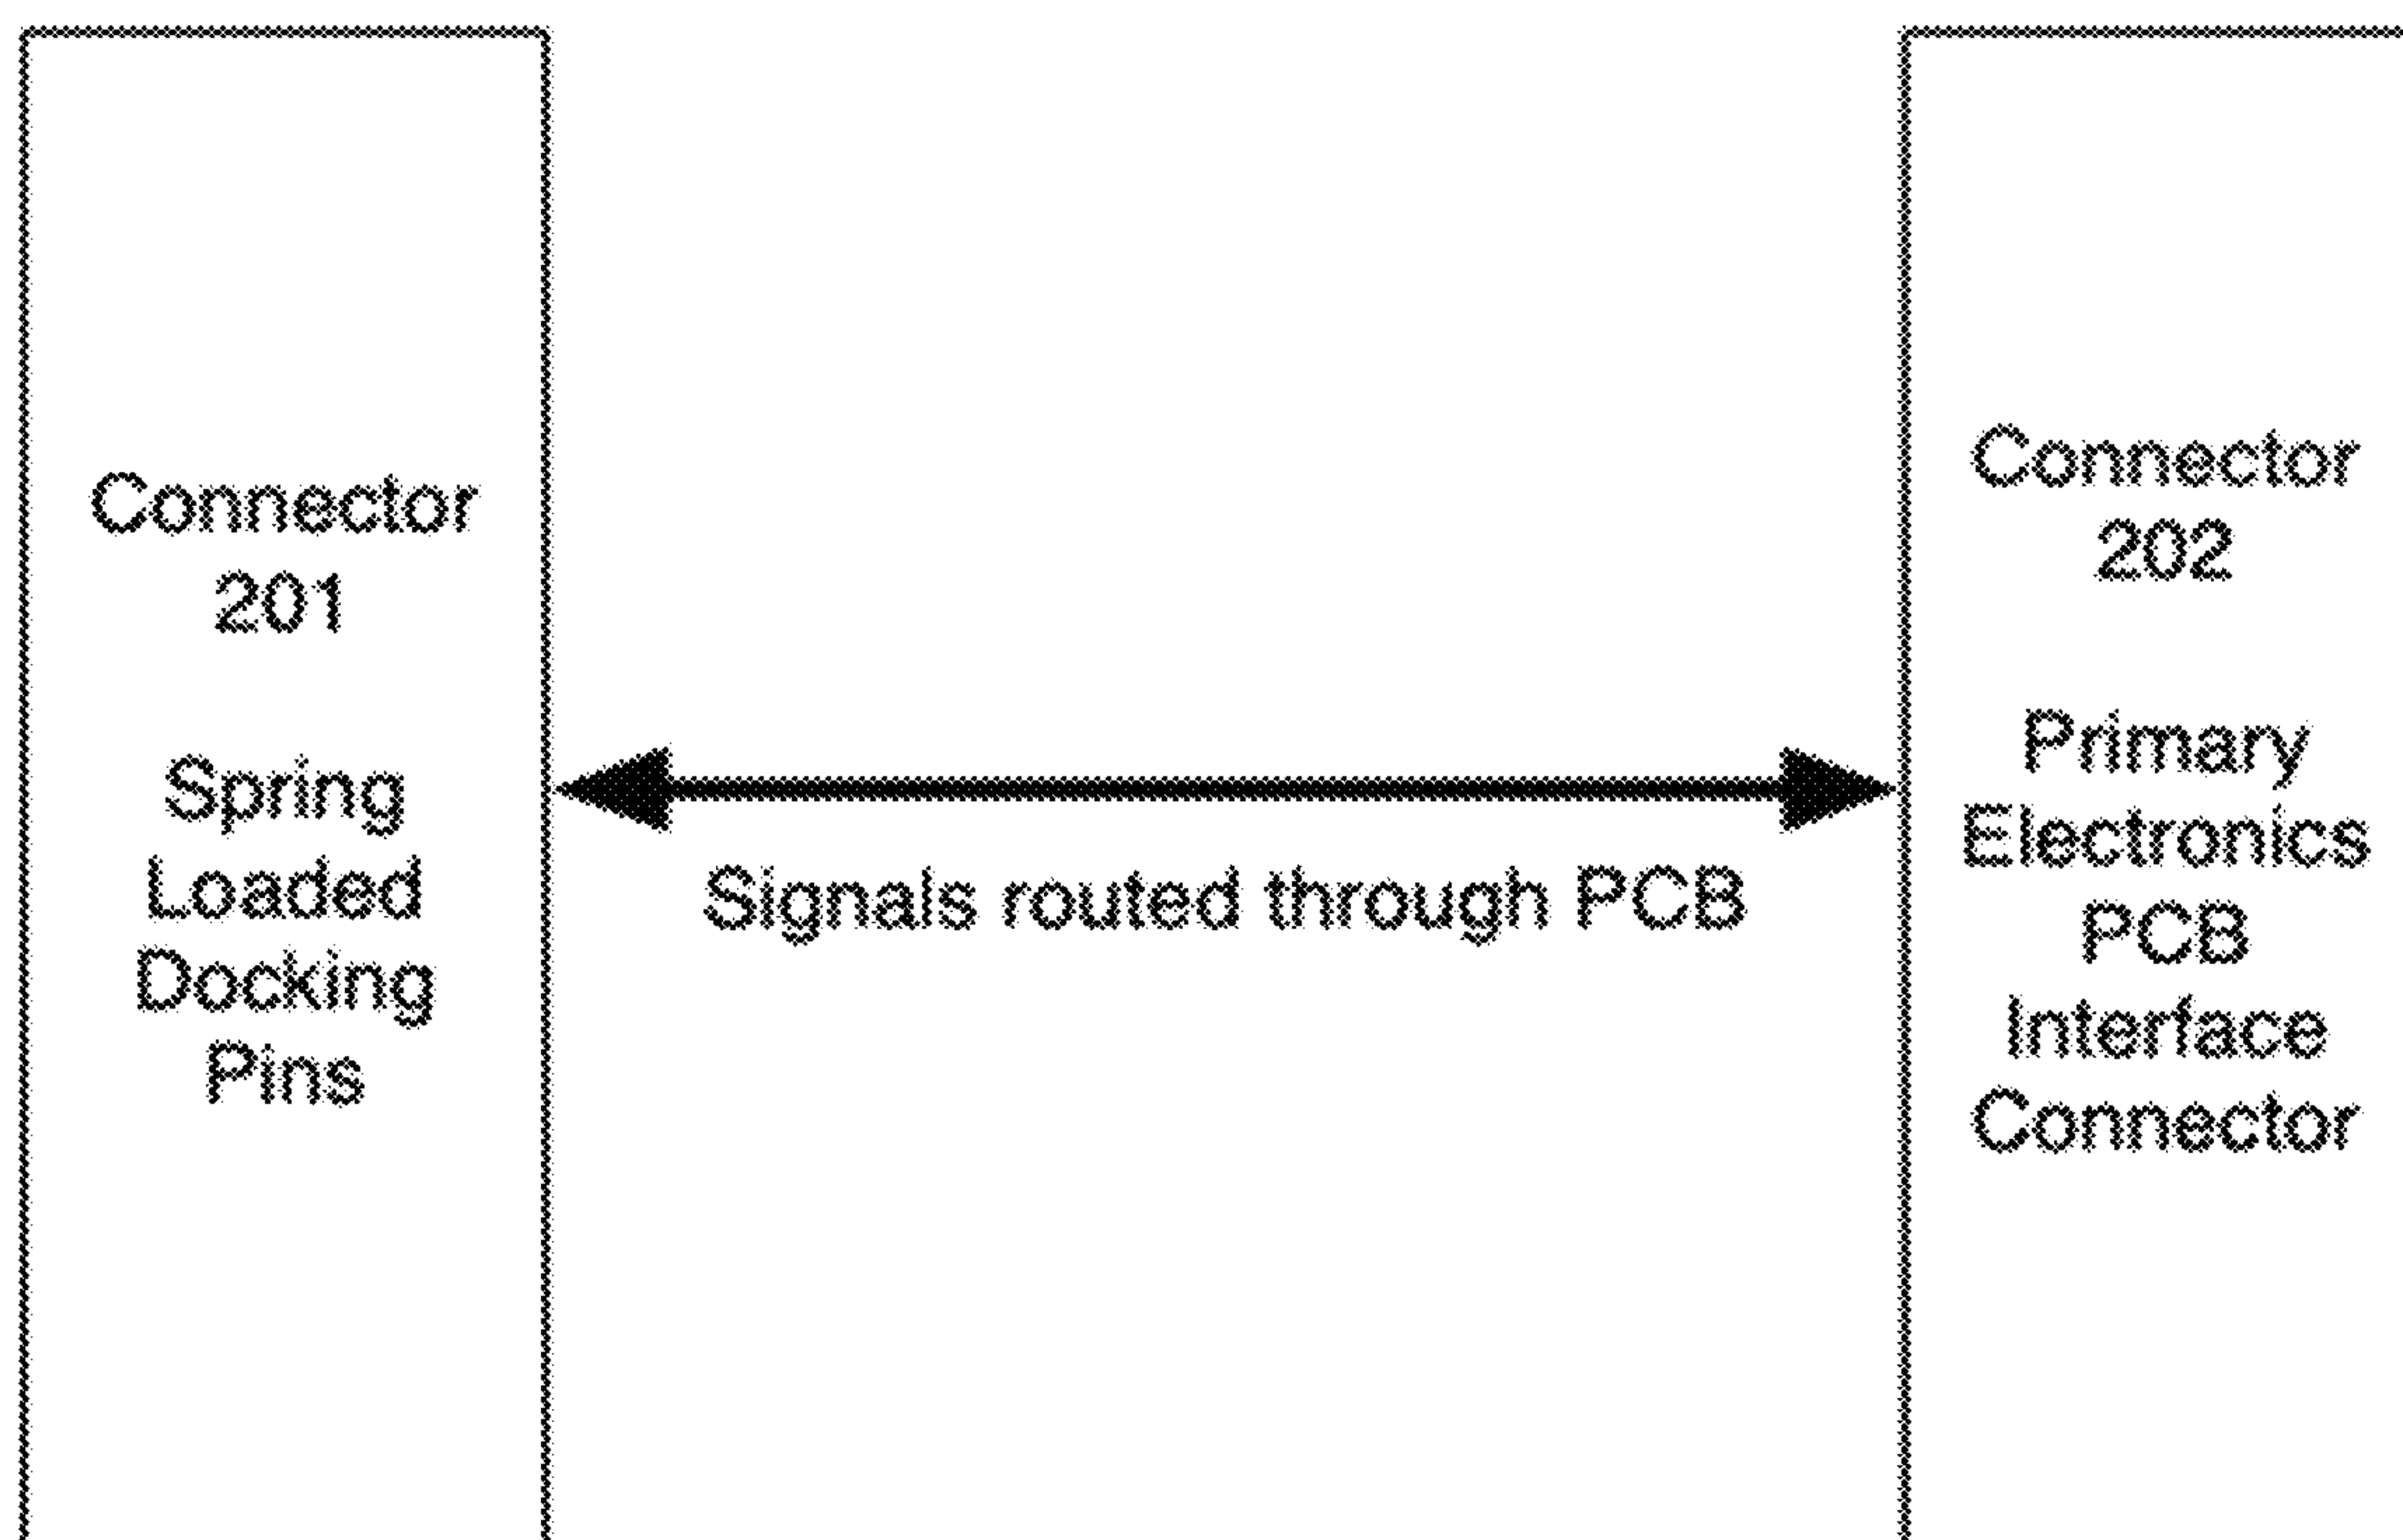 Connector
201
Spring
Loaded
Docking
Pins
Signals routed through PCB
Connector
202
Primary
Electronics
PCB
Interface
Connector